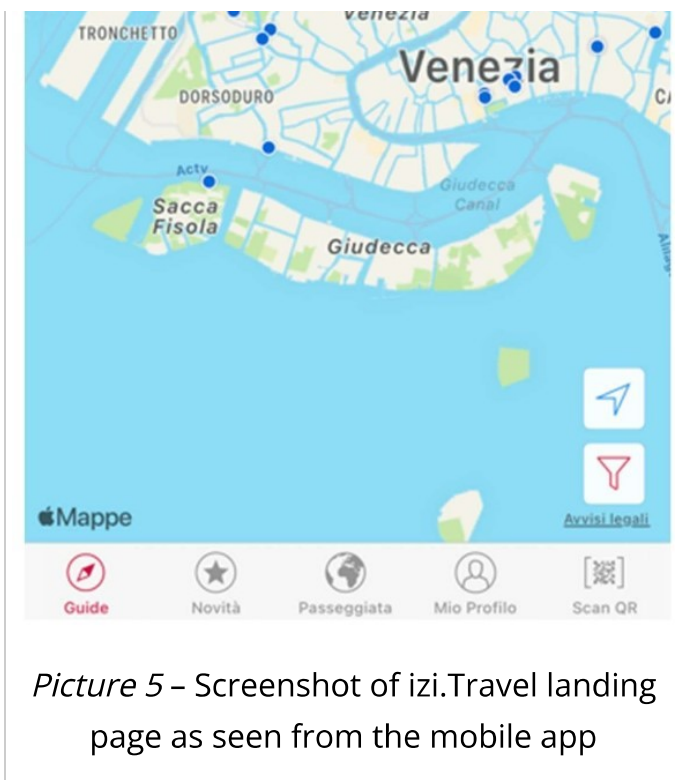 Venezia
TRONCHETTO
Venezia
DORSODURO
Actv
Giudecca
Canal
Sacca
Fisola
Giudecca
Mappe
Avvisi legali
Guide
Novità
Passeggiata
Mio Profilo
Scan QR
Picture 5 – Screenshot of izi.Travel landing
page as seen from the mobile app